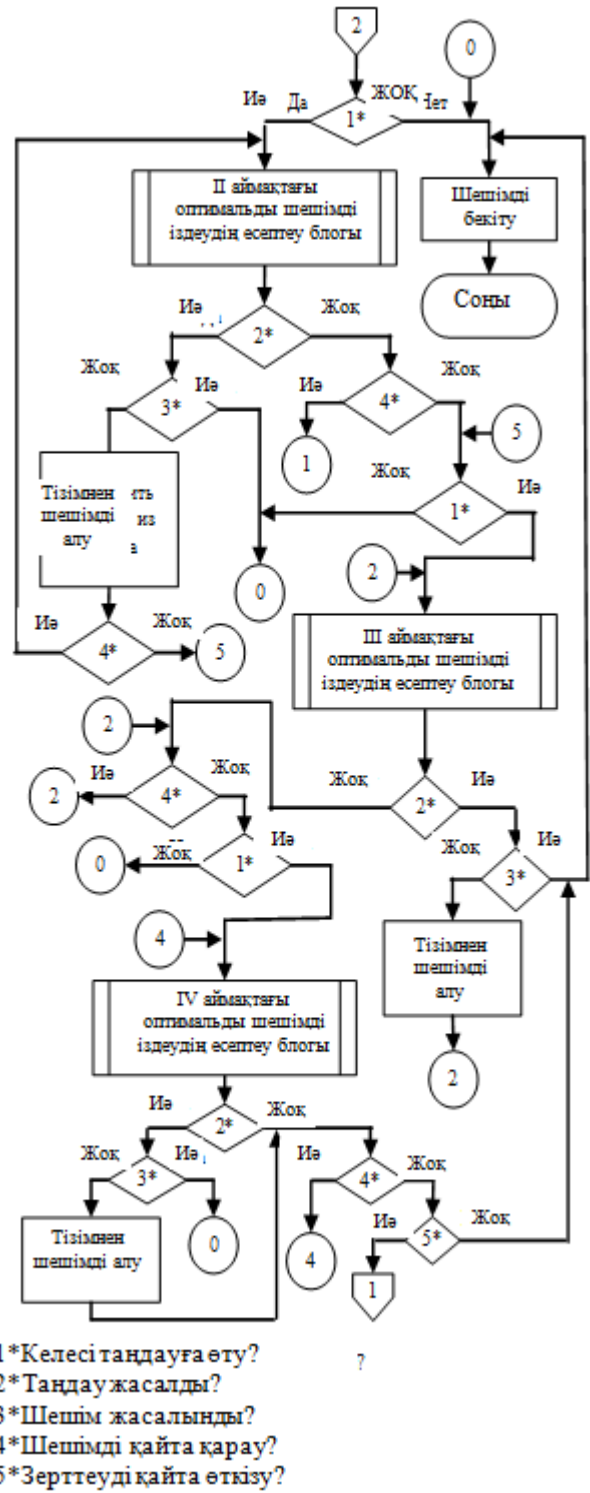 2
0
Иә Да
ЖОҚ
1*
II аймақтағы
оптимальды шешімді
іздеудің есептеу блогы
Шешімді
бекіту
Соңы
Иә
2*
Жоқ
Жоқ
3*
Иә
Иә
4*
Жоқ
1
5
Тізімнен
шешімді из
алу
Жоқ
1*
Иә
0
2
Иә
4*
Жоқ
5
III аймақтағы
оптимальды шешімді
іздеудің есептеу блогы
2
2
Иә
4*
Жоқ
Жоқ
2*
Иә
0
Жоқ
1*
Иә
Жоқ
3*
Иә
4
Тізімнен
шешімді
алу
2
IV аймақтағы
оптимальды шешімді
іздеудің есептеу блогы
Иә
2*
Жоқ
Жоқ
3*
Иә
Иә
4*
Жоқ
Тізімнен
шешімді алу
0
4
Иә
5*
Жоқ
1
1*Келесі таңдауға өту?
?
2*Таңдау жасалды?
3*Шешім жасалынды?
4*Шешімді қайта қарау?
5*Зерттеуді қайта өткізу?